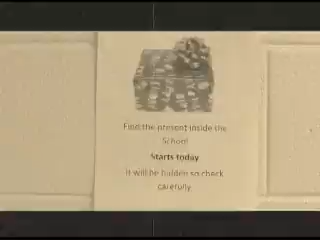 Find the present inside the
School
Starts today
It will be hidden so check
carefully